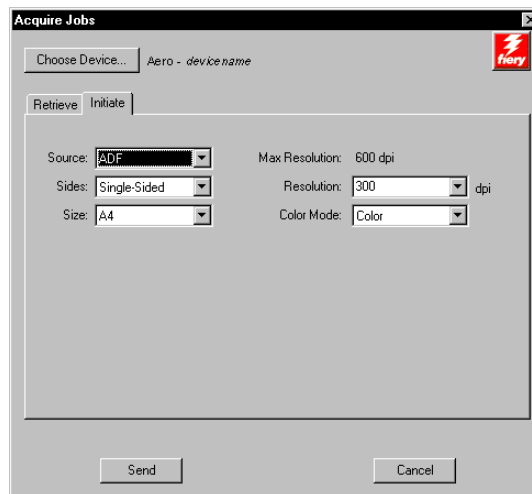 Acquire Jobs
Choose Device... Aero - devicename
fiery
Retrieve Initiate
Source: ADF Max Resolution: 600 dpi
Sides: Single-Sided Resolution: 300 dpi
Size: A4 Color Mode: Color
Send Cancel